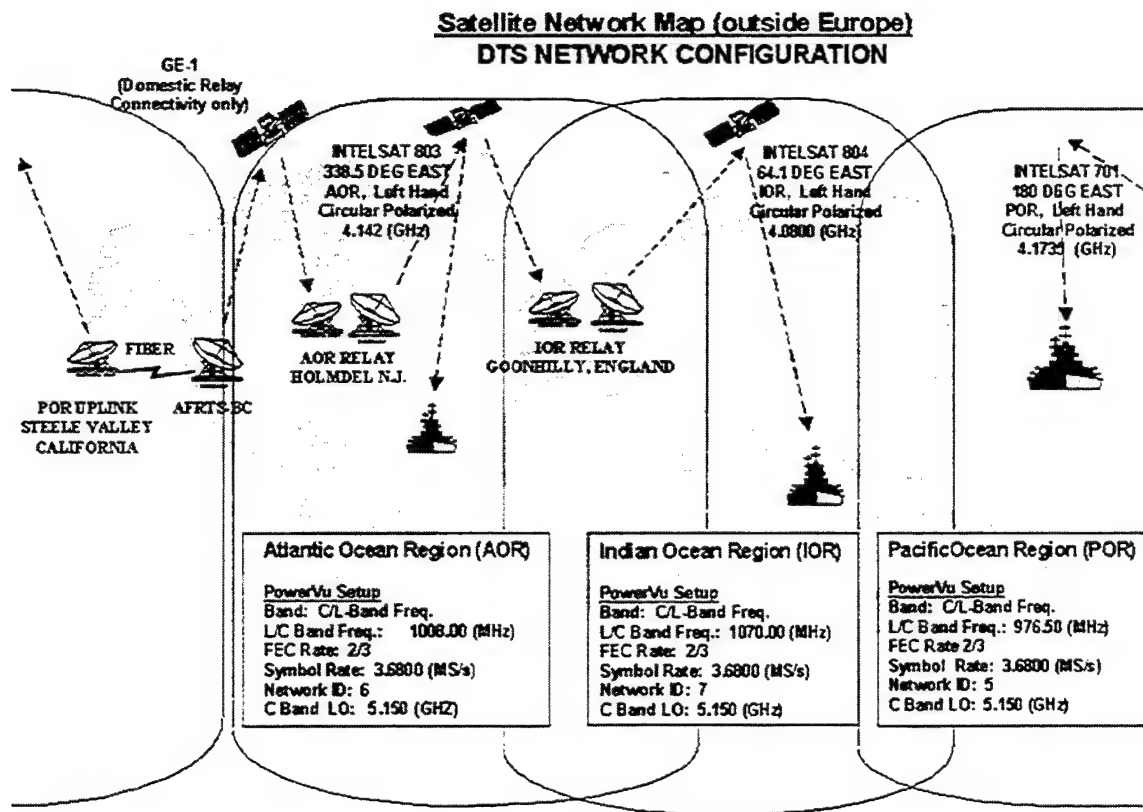 Satellite Network Map (outside Europe)
DTS NETWORK CONFIGURATION
GE-1
(Domestic Relay
Connectivity only)
INTELSAT 803
338.5 DEG EAST
AOR, Left Hand
Circular Polarized
4.142 (GHz)
INTELSAT 804
64.1 DEG EAST
IOR, Left Hand
Circular Polarized
4.0800 (GHz)
INTELSAT 701
180 DEG EAST
POR, Left Hand
Circular Polarized
4.1735 (GHz)
FIBER
POR UPLINK
STEELE VALLEY
CALIFORNIA
AFRTS-BC
AOR RELAY
HOLMDEL N.J.
IOR RELAY
GOONHILLY, ENGLAND
Atlantic Ocean Region (AOR)
PowerVu Setup
Band: C/L-Band Freq.
L/C Band Freq.: 1008.00 (MHz)
FEC Rate: 2/3
Symbol Rate: 3.6800 (MS/s)
Network ID: 6
C Band LO: 5.150 (GHZ)
Indian Ocean Region (IOR)
PowerVu Setup
Band: C/L-Band Freq.
L/C Band Freq.: 1070.00 (MHz)
FEC Rate: 2/3
Symbol Rate: 3.6800 (MS/s)
Network ID: 7
C Band LO: 5.150 (GHz)
PacificOcean Region (POR)
PowerVu Setup
Band: C/L-Band Freq.
L/C Band Freq.: 976.50 (MHz)
FEC Rate 2/3
Symbol Rate: 3.6800 (MS/s)
Network ID: 5
C Band LO: 5.150 (GHz)